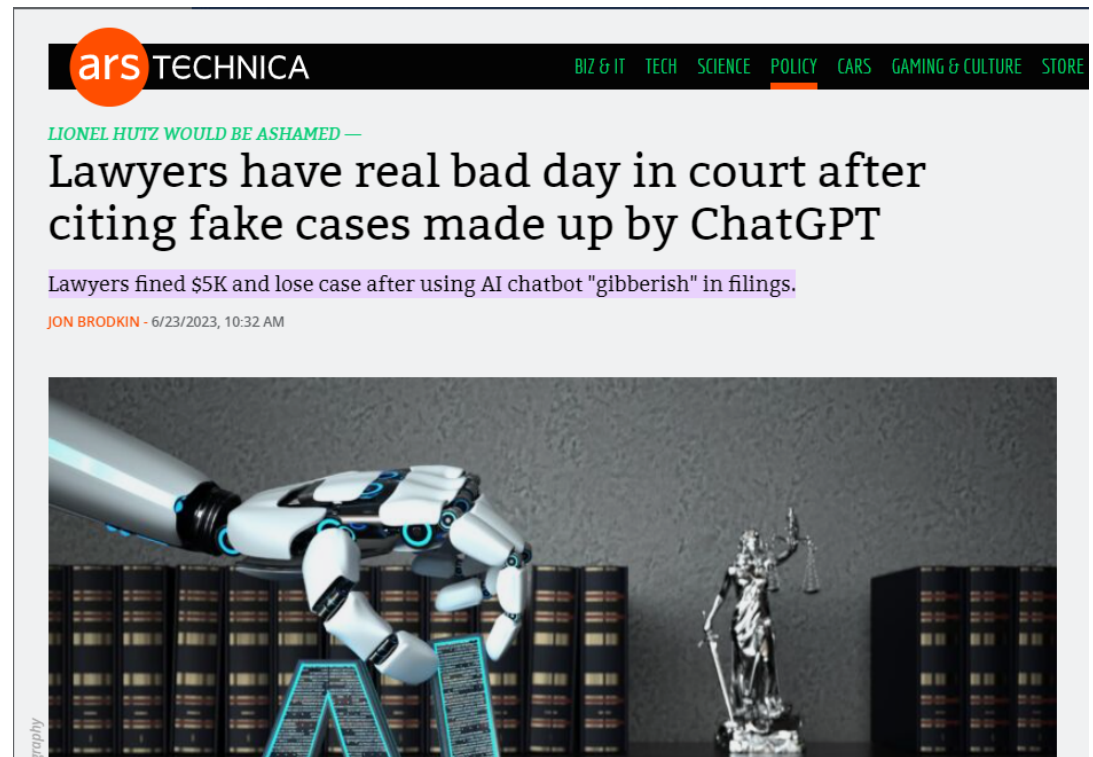 ars TECHNICA
BIZ & IT TECH SCIENCE POLICY CARS GAMING & CULTURE STORE
LIONEL HUTZ WOULD BE ASHAMED —
Lawyers have real bad day in court after
citing fake cases made up by ChatGPT
Lawyers fined $5K and lose case after using AI chatbot "gibberish" in filings.
JON BRODKIN - 6/23/2023, 10:32 AM
AI